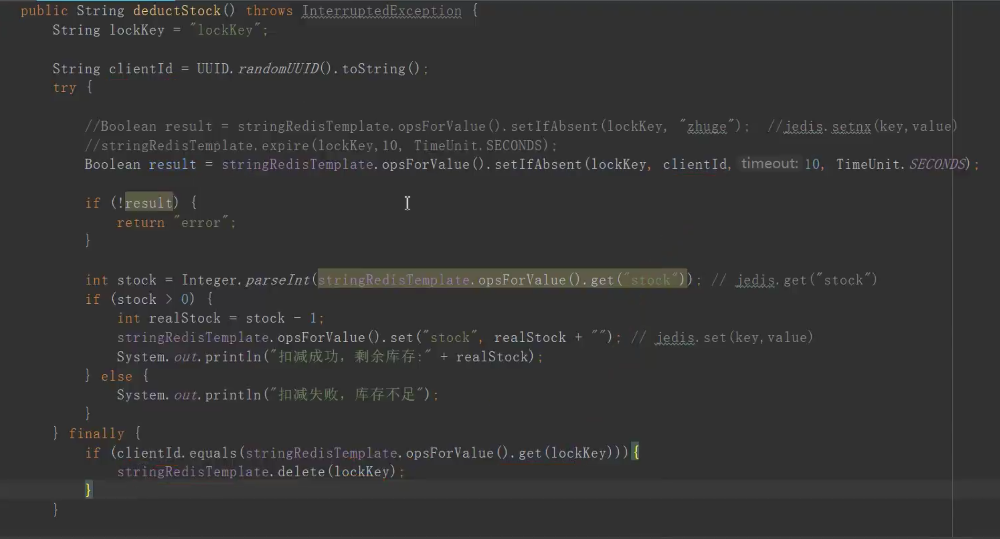 public String deductStock() throws InterruptedException {
String lockKey = "lockKey";
String clientId = UUID.randomUUID().toString();
try {
//Boolean result = stringRedisTemplate.opsForValue().setIfAbsent(lockKey, "zhuge");  //jedis.setnx(key,value)
//stringRedisTemplate.expire(lockKey,10, TimeUnit.SECONDS);
Boolean result = stringRedisTemplate.opsForValue().setIfAbsent(lockKey, clientId, timeout: 10, TimeUnit.SECONDS);
if (!result) {
return "error";
}
int stock = Integer.parseInt(stringRedisTemplate.opsForValue().get("stock")); // jedis.get("stock")
if (stock > 0) {
int realStock = stock - 1;
stringRedisTemplate.opsForValue().set("stock", realStock + ""); // jedis.set(key,value)
System.out.println("扣减成功，剩余库存:" + realStock);
} else {
System.out.println("扣减失败，库存不足");
}
} finally {
if (clientId.equals(stringRedisTemplate.opsForValue().get(lockKey))){
stringRedisTemplate.delete(lockKey);
}
}